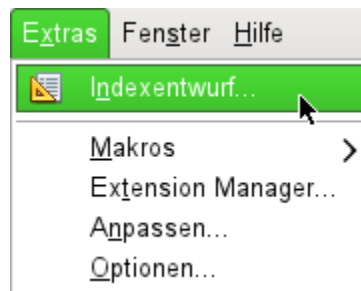 Extras Fenster Hilfe
Indexentwurf...
Makros
Extension Manager...
Anpassen...
Optionen...